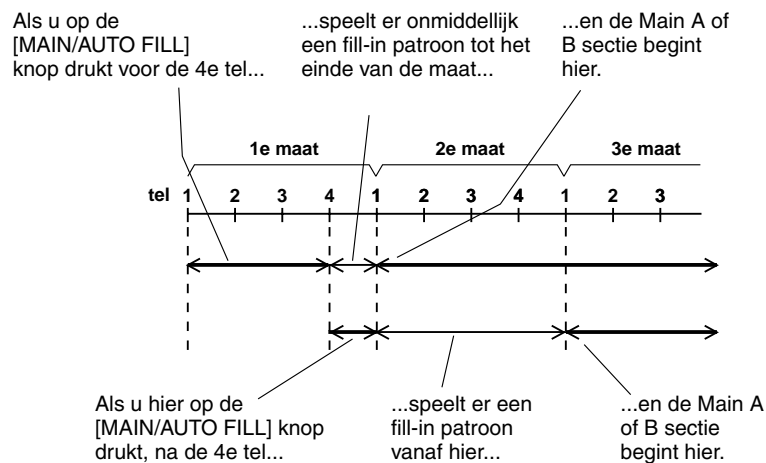 Als u op de
[MAIN/AUTO FILL]
knop drukt voor de 4e tel...
...speelt er onmiddellijk
een fill-in patroon tot het
einde van de maat...
...en de Main A of
B sectie begint
hier.
1e maat 2e maat 3e maat
tel 1 2 3 4 1 2 3 4 1 2 3
Als u hier op de
[MAIN/AUTO FILL] knop
drukt, na de 4e tel...
...speelt er een
fill-in patroon
vanaf hier...
...en de Main A
of B sectie
begint hier.